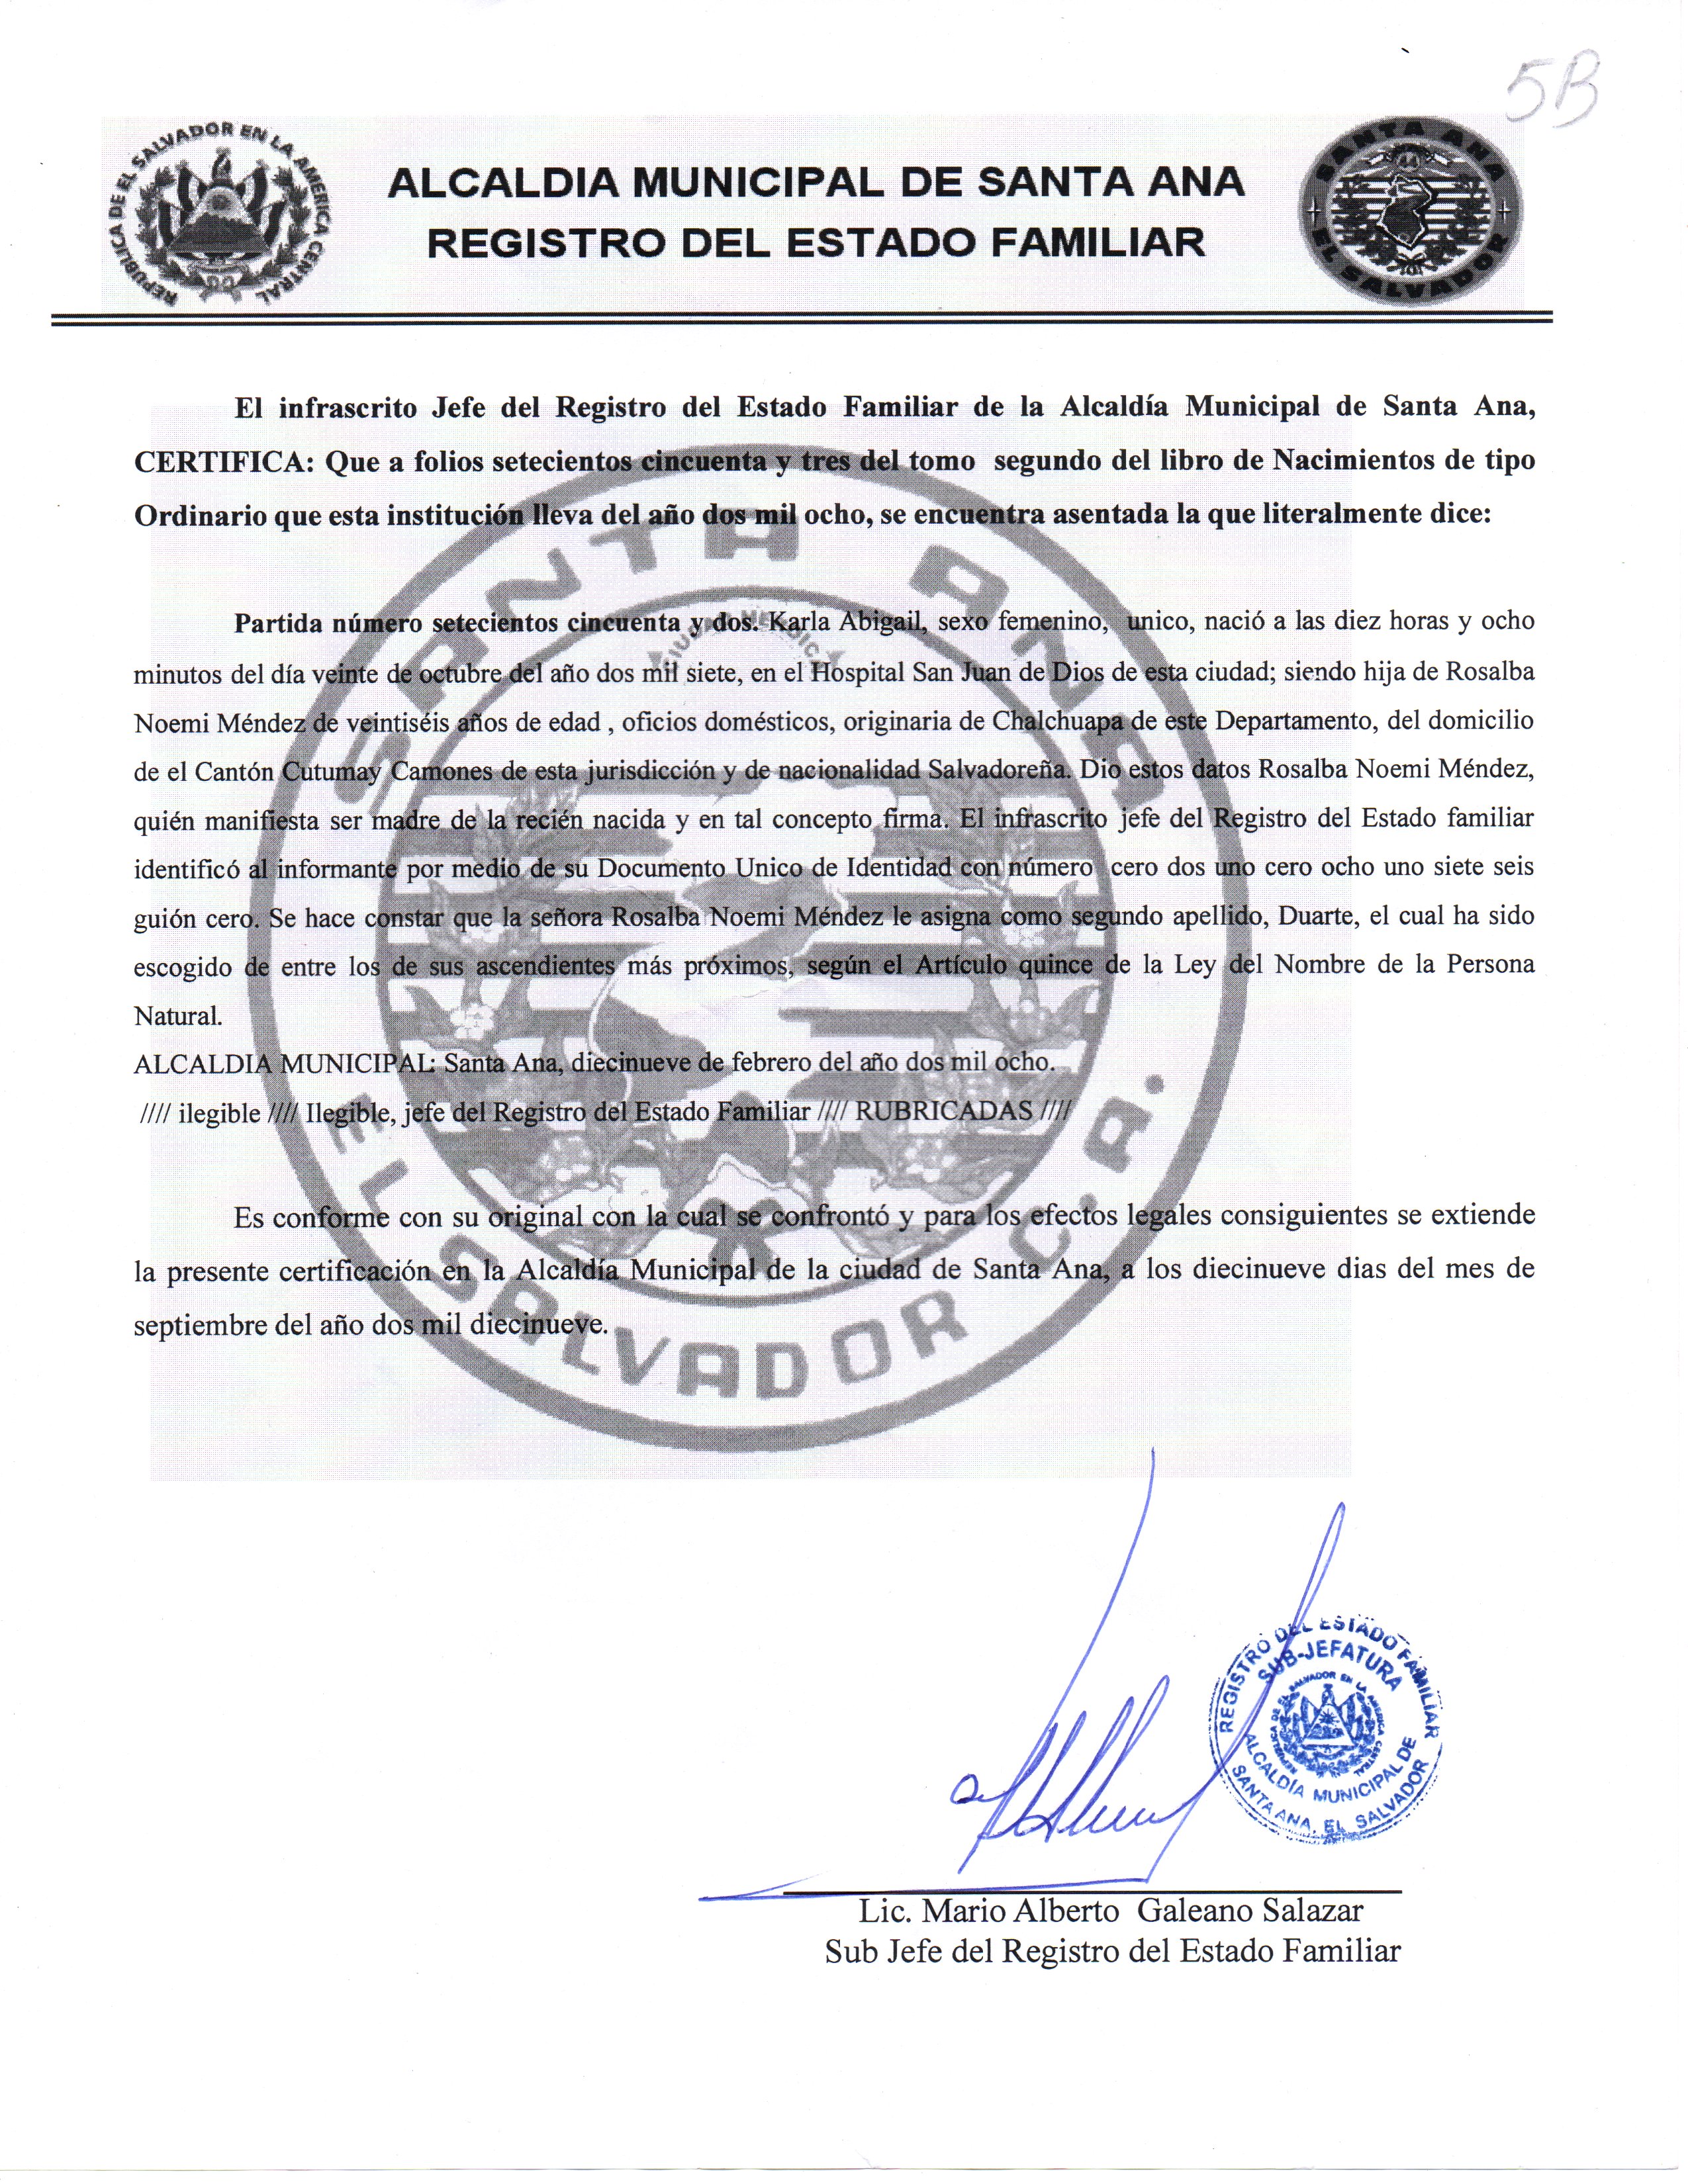 5B
REPUBLICA DE EL SALVADOR EN LA AMERICA CENTRAL
ALCALDIA MUNICIPAL DE SANTA ANA
REGISTRO DEL ESTADO FAMILIAR
SANTA ANA
EL SALVADOR
El infrascrito Jefe del Registro del Estado Familiar de la Alcaldía Municipal de Santa Ana,
CERTIFICA: Que a folios setecientos cincuenta y tres del tomo segundo del libro de Nacimientos de tipo
Ordinario que esta institución lleva del año dos mil ocho, se encuentra asentada la que literalmente dice:
Partida número setecientos cincuenta y dos. Karla Abigail, sexo femenino, unico, nació a las diez horas y ocho
minutos del día veinte de octubre del año dos mil siete, en el Hospital San Juan de Dios de esta ciudad; siendo hija de Rosalba
Noemi Méndez de veintiséis años de edad , oficios domésticos, originaria de Chalchuapa de este Departamento, del domicilio
de el Cantón Cutumay Camones de esta jurisdicción y de nacionalidad Salvadoreña. Dio estos datos Rosalba Noemi Méndez,
quién manifiesta ser madre de la recién nacida y en tal concepto firma. El infrascrito jefe del Registro del Estado familiar
identificó al informante por medio de su Documento Unico de Identidad con número cero dos uno cero ocho uno siete seis
guión cero. Se hace constar que la señora Rosalba Noemi Méndez le asigna como segundo apellido, Duarte, el cual ha sido
escogido de entre los de sus ascendientes más próximos, según el Artículo quince de la Ley del Nombre de la Persona
Natural.
ALCALDIA MUNICIPAL: Santa Ana, diecinueve de febrero del año dos mil ocho.
//// ilegible //// Ilegible, jefe del Registro del Estado Familiar //// RUBRICADAS ////
Es conforme con su original con la cual se confrontó y para los efectos legales consiguientes se extiende
la presente certificación en la Alcaldía Municipal de la ciudad de Santa Ana, a los diecinueve dias del mes de
septiembre del año dos mil diecinueve.
SANTA ANA
EL SALVADOR C.A.
REGISTRO DEL ESTADO FAMILIAR
SUB-JEFATURA
REPUBLICA DE EL SALVADOR EN LA AMERICA CENTRAL
ALCALDÍA MUNICIPAL DE
SANTA ANA, EL SALVADOR
Lic. Mario Alberto Galeano Salazar
Sub Jefe del Registro del Estado Familiar